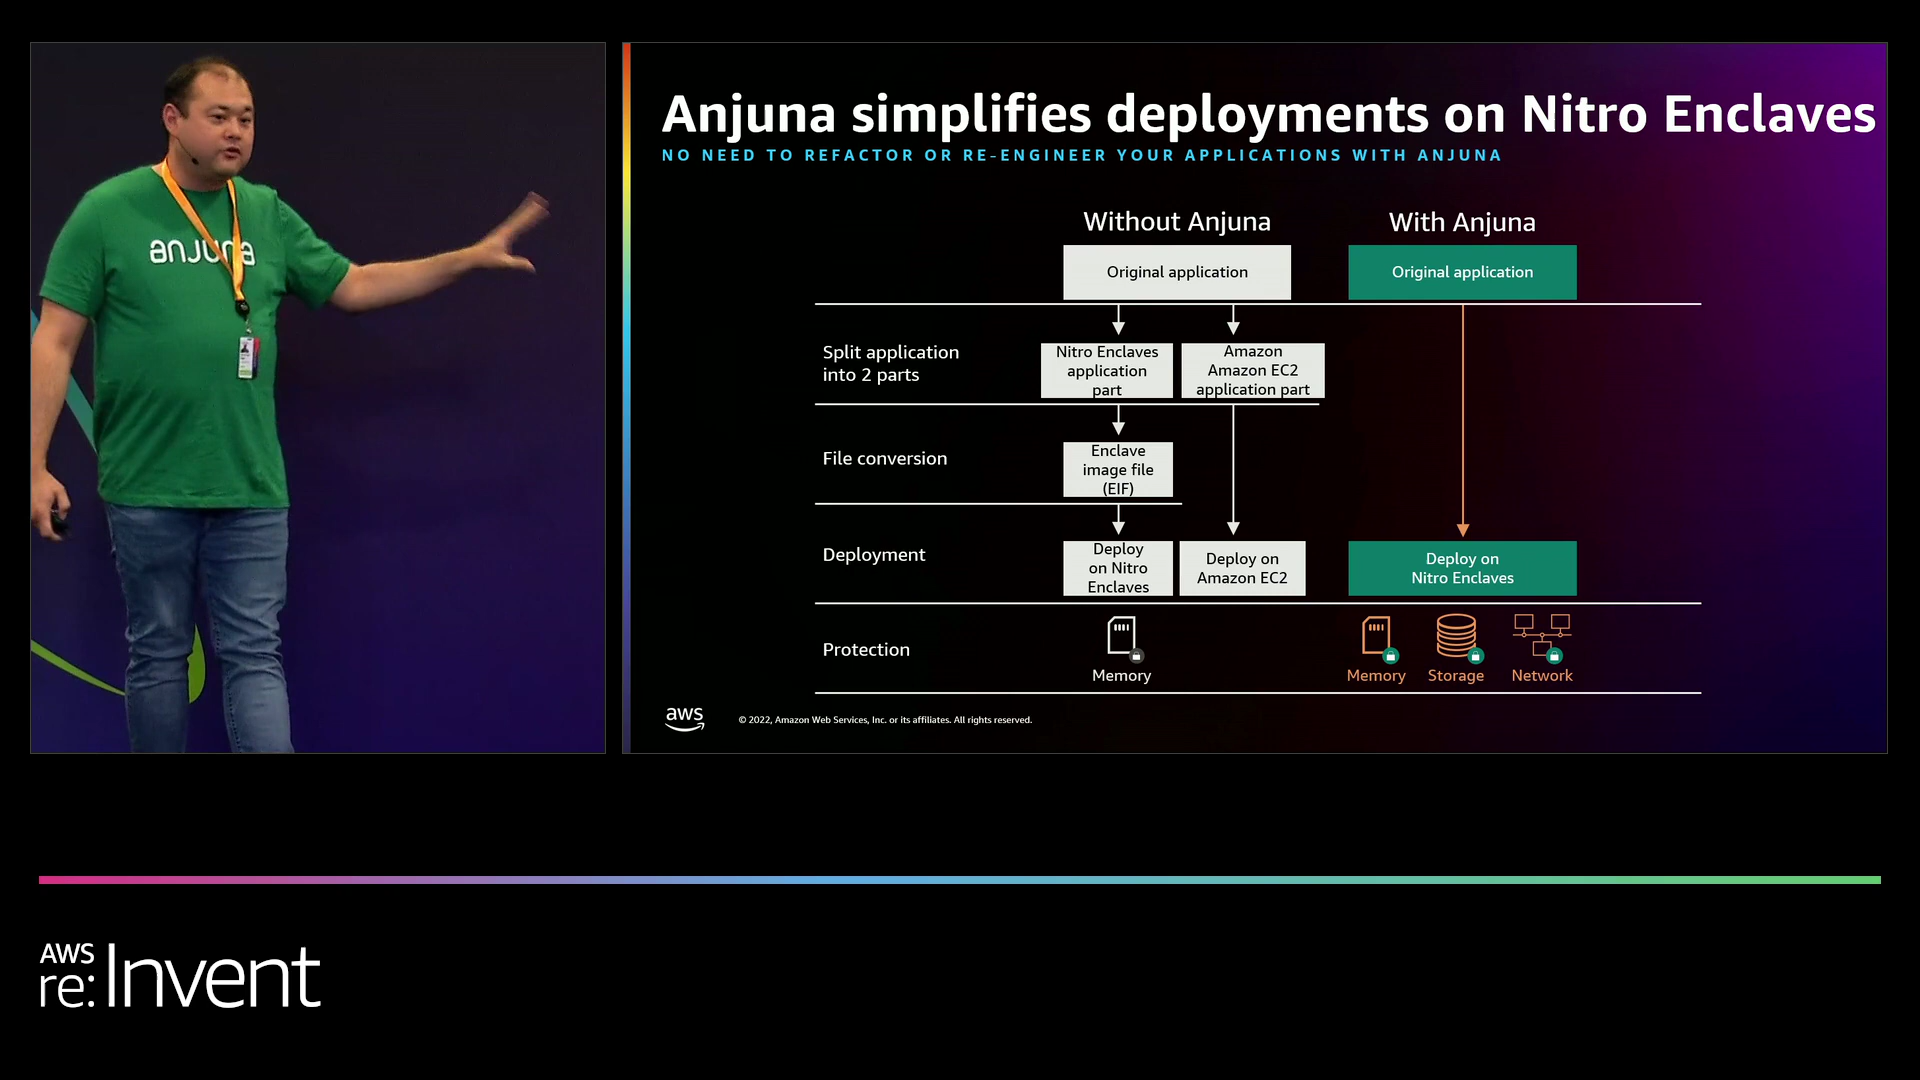 anjuna
Anjuna simplifies deployments on Nitro Enclaves
NO NEED TO REFACTOR OR RE-ENGINEER YOUR APPLICATIONS WITH ANJUNA
Without Anjuna
With Anjuna
Original application
Original application
Split application
into 2 parts
Nitro Enclaves
application
part
Amazon
Amazon EC2
application part
File conversion
Enclave
image file
(EIF)
Deployment
Deploy
on Nitro
Enclaves
Deploy on
Amazon EC2
Deploy on
Nitro Enclaves
Protection
Memory
Memory
Storage
Network
aws
© 2022, Amazon Web Services, Inc. or its affiliates. All rights reserved.
AWS
re:Invent